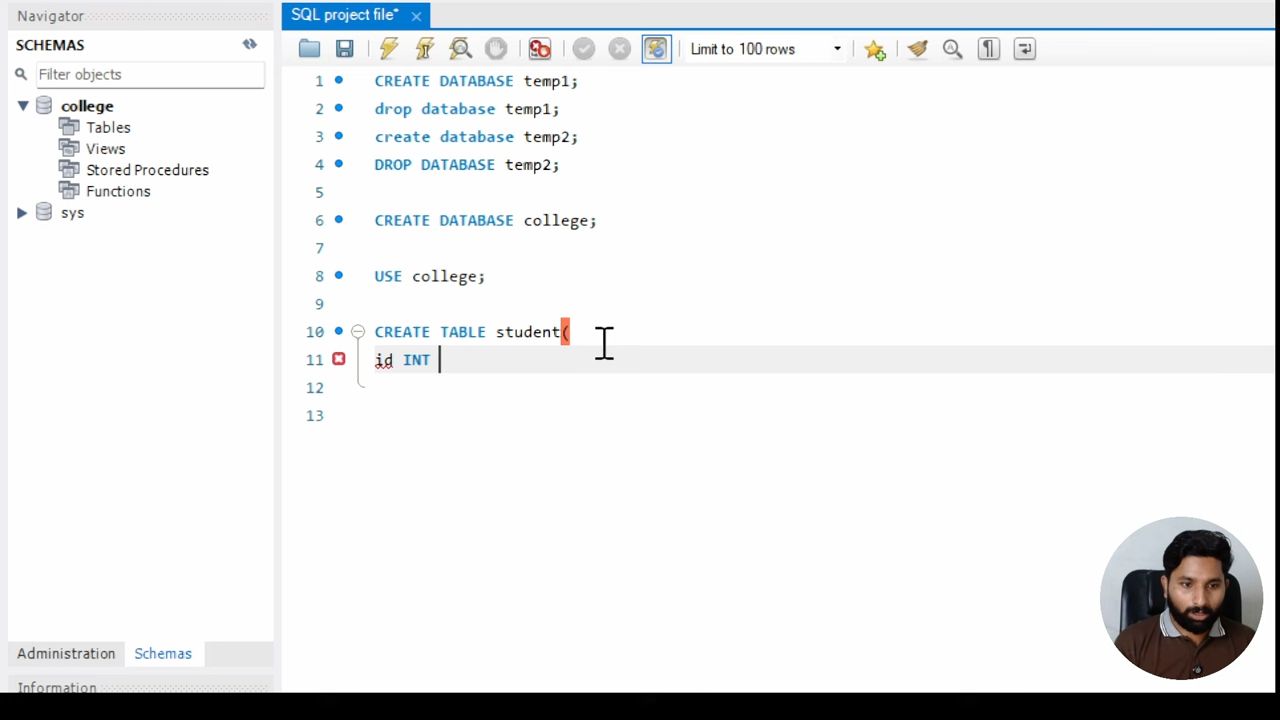 Navigator
SCHEMAS
Filter objects
college
Tables
Views
Stored Procedures
Functions
sys
Administration Schemas
Information
SQL project file*
Limit to 100 rows
1 CREATE DATABASE temp1;
2 drop database temp1;
3 create database temp2;
4 DROP DATABASE temp2;
5
6 CREATE DATABASE college;
7
8 USE college;
9
10 CREATE TABLE student(
11 id INT
12
13